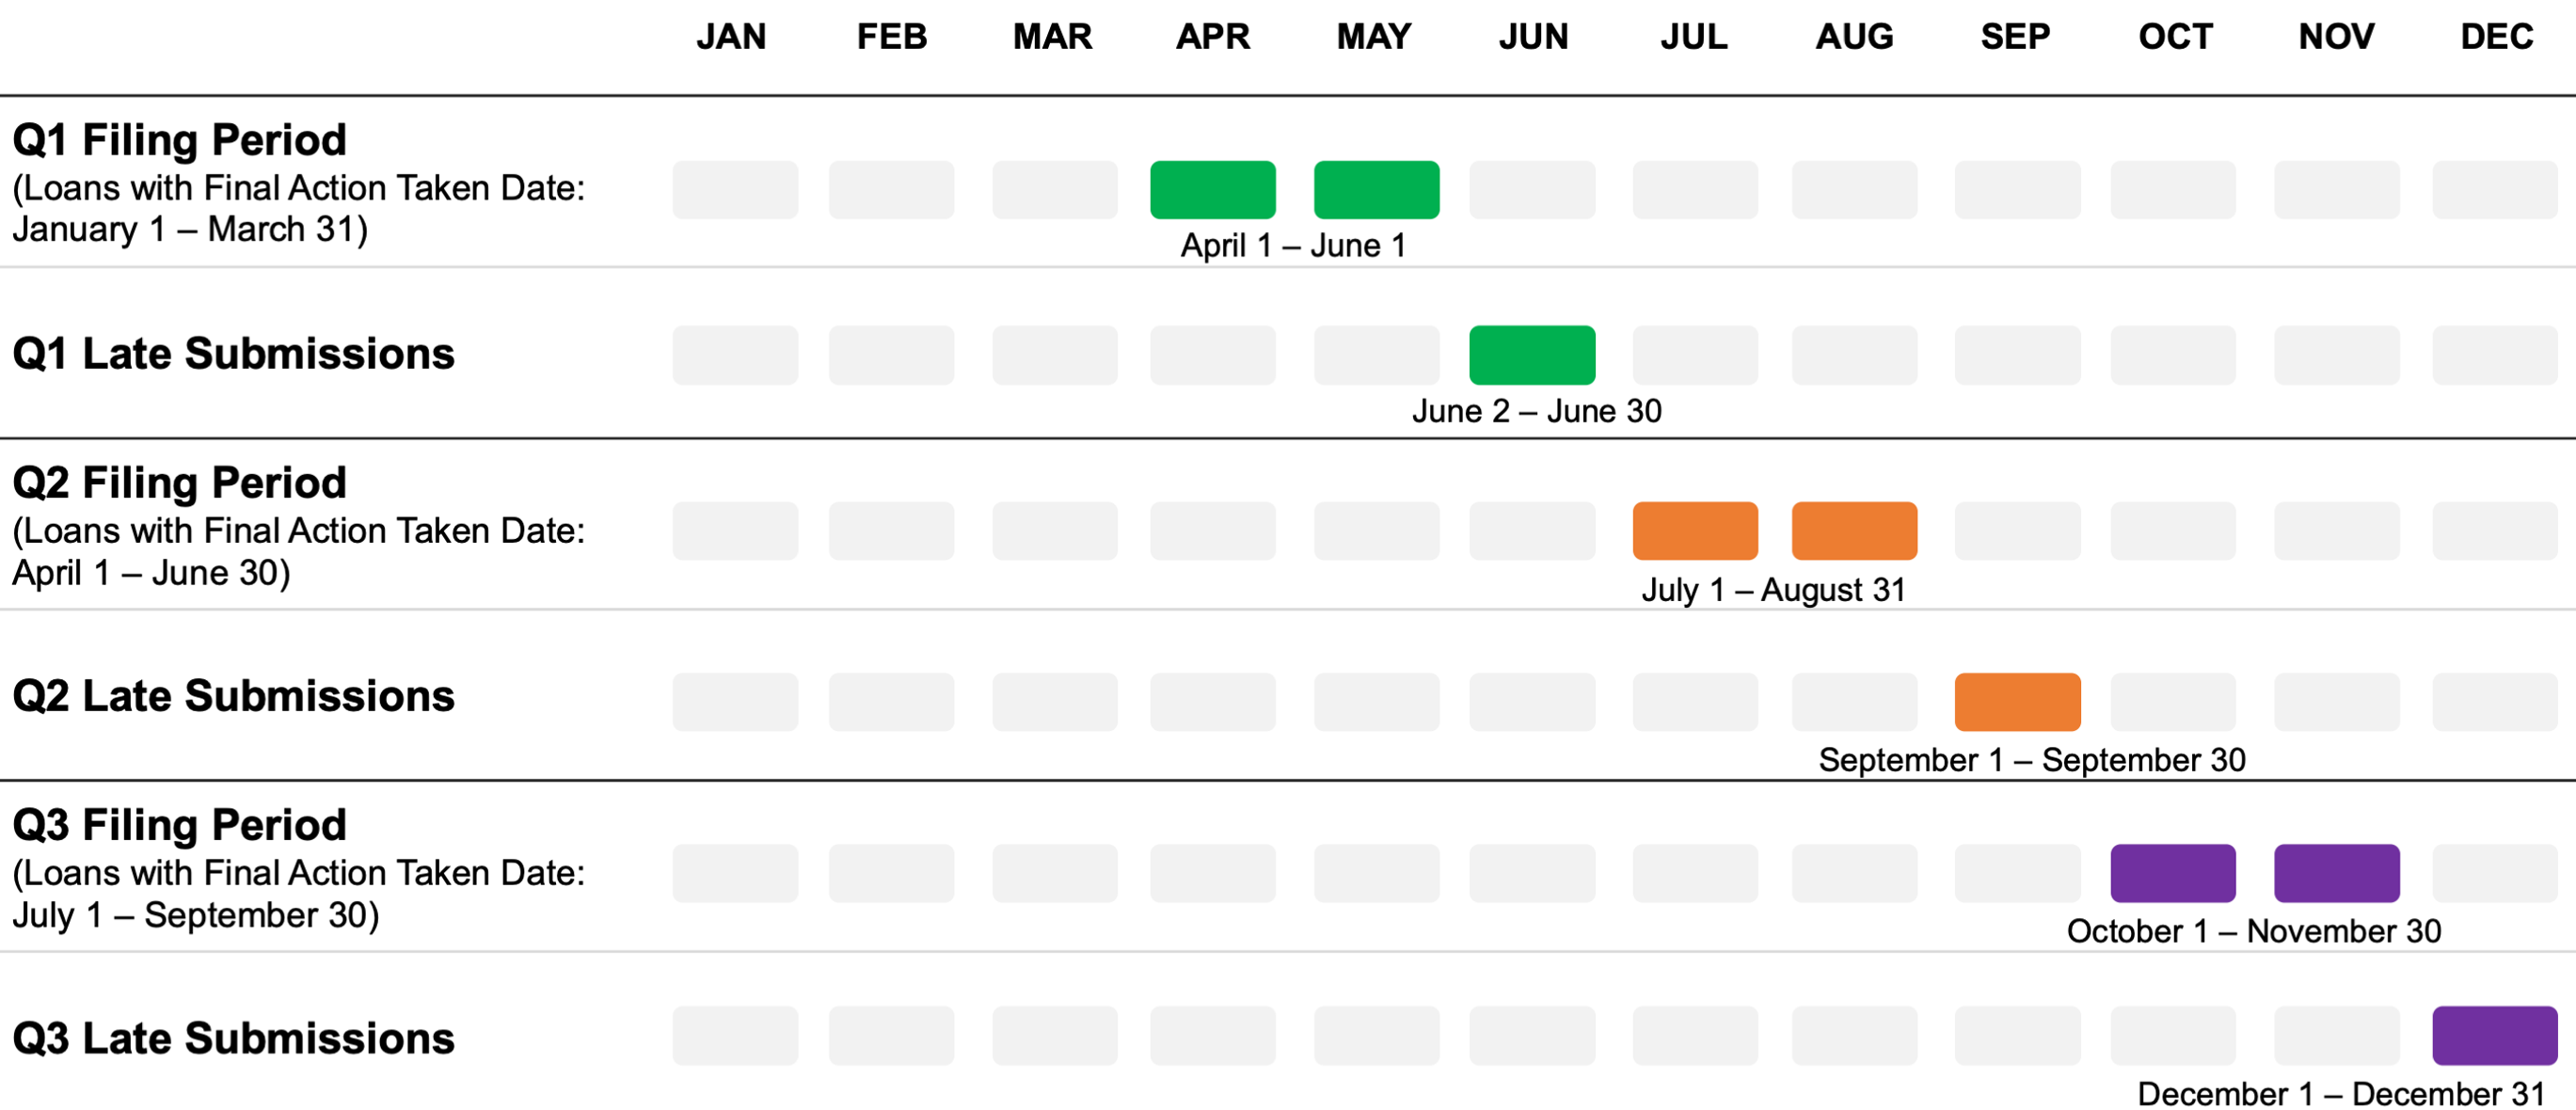 JAN FEB MAR APR MAY JUN JUL AUG SEP OCT NOV DEC
Q1 Filing Period
(Loans with Final Action Taken Date:
January 1 – March 31)
April 1 – June 1
Q1 Late Submissions
June 2 – June 30
Q2 Filing Period
(Loans with Final Action Taken Date:
April 1 – June 30)
July 1 – August 31
Q2 Late Submissions
September 1 – September 30
Q3 Filing Period
(Loans with Final Action Taken Date:
July 1 – September 30)
October 1 – November 30
Q3 Late Submissions
December 1 – December 31